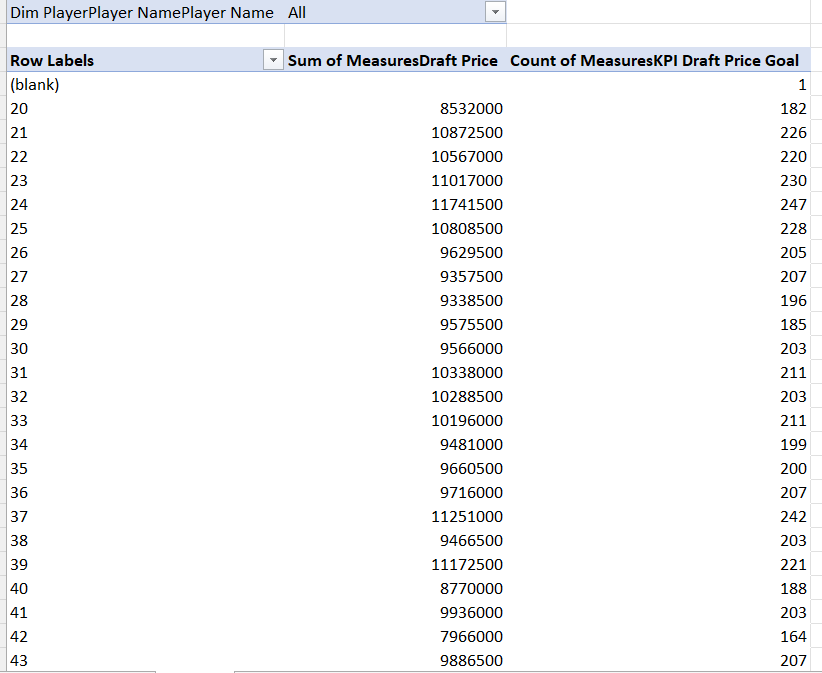 Dim PlayerPlayer NamePlayer Name All
Row Labels Sum of MeasuresDraft Price Count of MeasuresKPI Draft Price Goal
(blank) 1
20 8532000 182
21 10872500 226
22 10567000 220
23 11017000 230
24 11741500 247
25 10808500 228
26 9629500 205
27 9357500 207
28 9338500 196
29 9575500 185
30 9566000 203
31 10338000 211
32 10288500 203
33 10196000 211
34 9481000 199
35 9660500 200
36 9716000 207
37 11251000 242
38 9466500 203
39 11172500 221
40 8770000 188
41 9936000 203
42 7966000 164
43 9886500 207